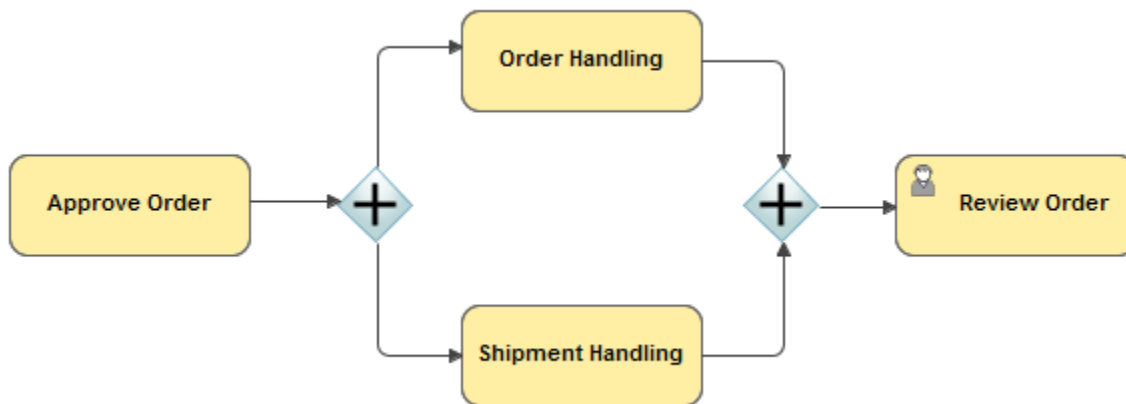 Order Handling
Approve Order
Review Order
Shipment Handling